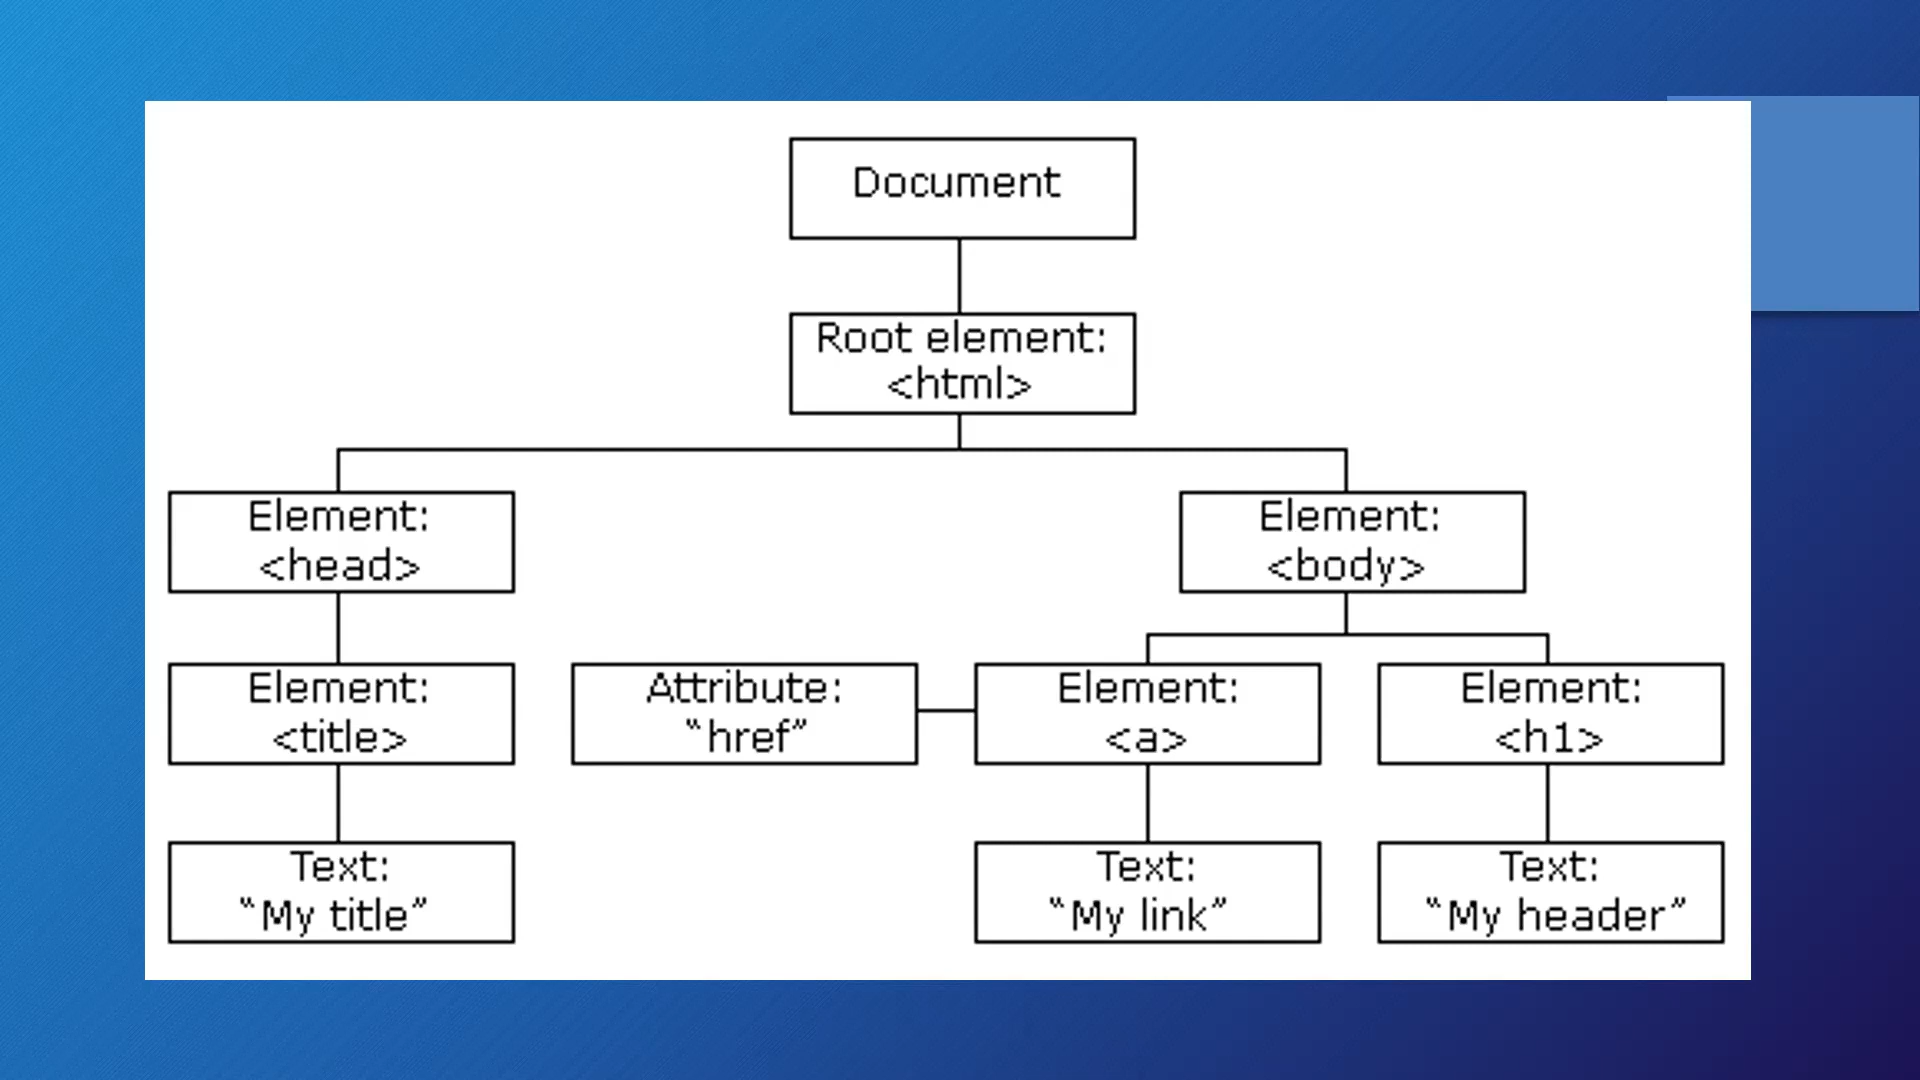 Document
Root element:
<html>
Element:
<head>
Element:
<body>
Element:
<title>
Attribute:
“href”
Element:
<a>
Element:
<h1>
Text:
“My title”
Text:
“My link”
Text:
“My header”